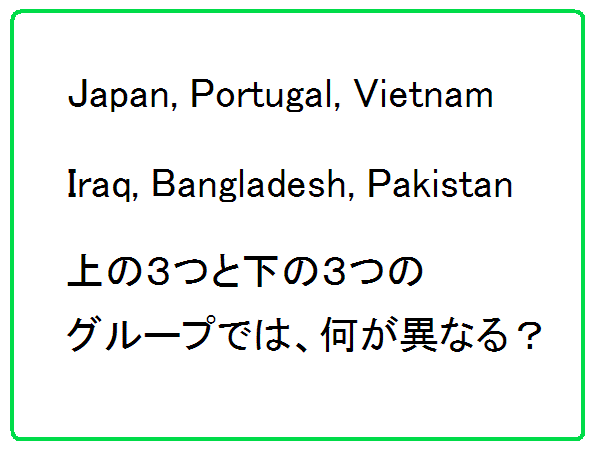 Japan, Portugal, Vietnam
Iraq, Bangladesh, Pakistan
上の３つと下の３つの
グループでは、何が異なる？